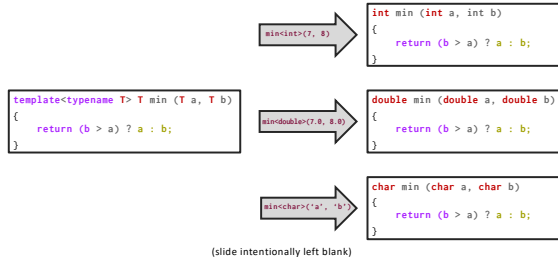 int min (int a, int b)
{
return (b > a) ? a : b;
}
min<int>(7, 8)
template<typename T> T min (T a, T b)
{
return (b > a) ? a : b;
}
min<double>(7.0, 8.0)
double min (double a, double b)
{
return (b > a) ? a : b;
}
min<char>(‘a’, ‘b’)
char min (char a, char b)
{
return (b > a) ? a : b;
}
(slide intentionally left blank)